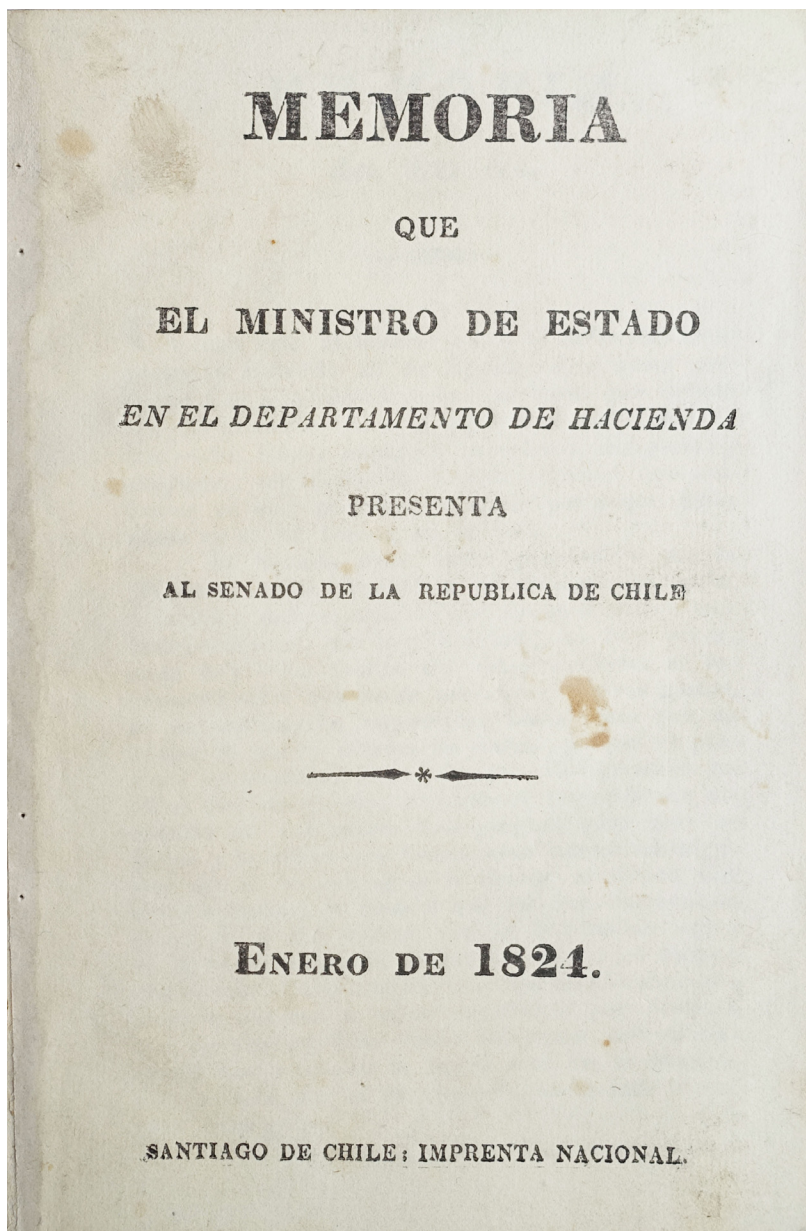 MEMORIA
QUE
EL MINISTRO DE ESTADO
EN EL DEPARTAMENTO DE HACIENDA
PRESENTA
AL SENADO DE LA REPUBLICA DE CHILE
*
ENERO DE 1824.
SANTIAGO DE CHILE: IMPRENTA NACIONAL.